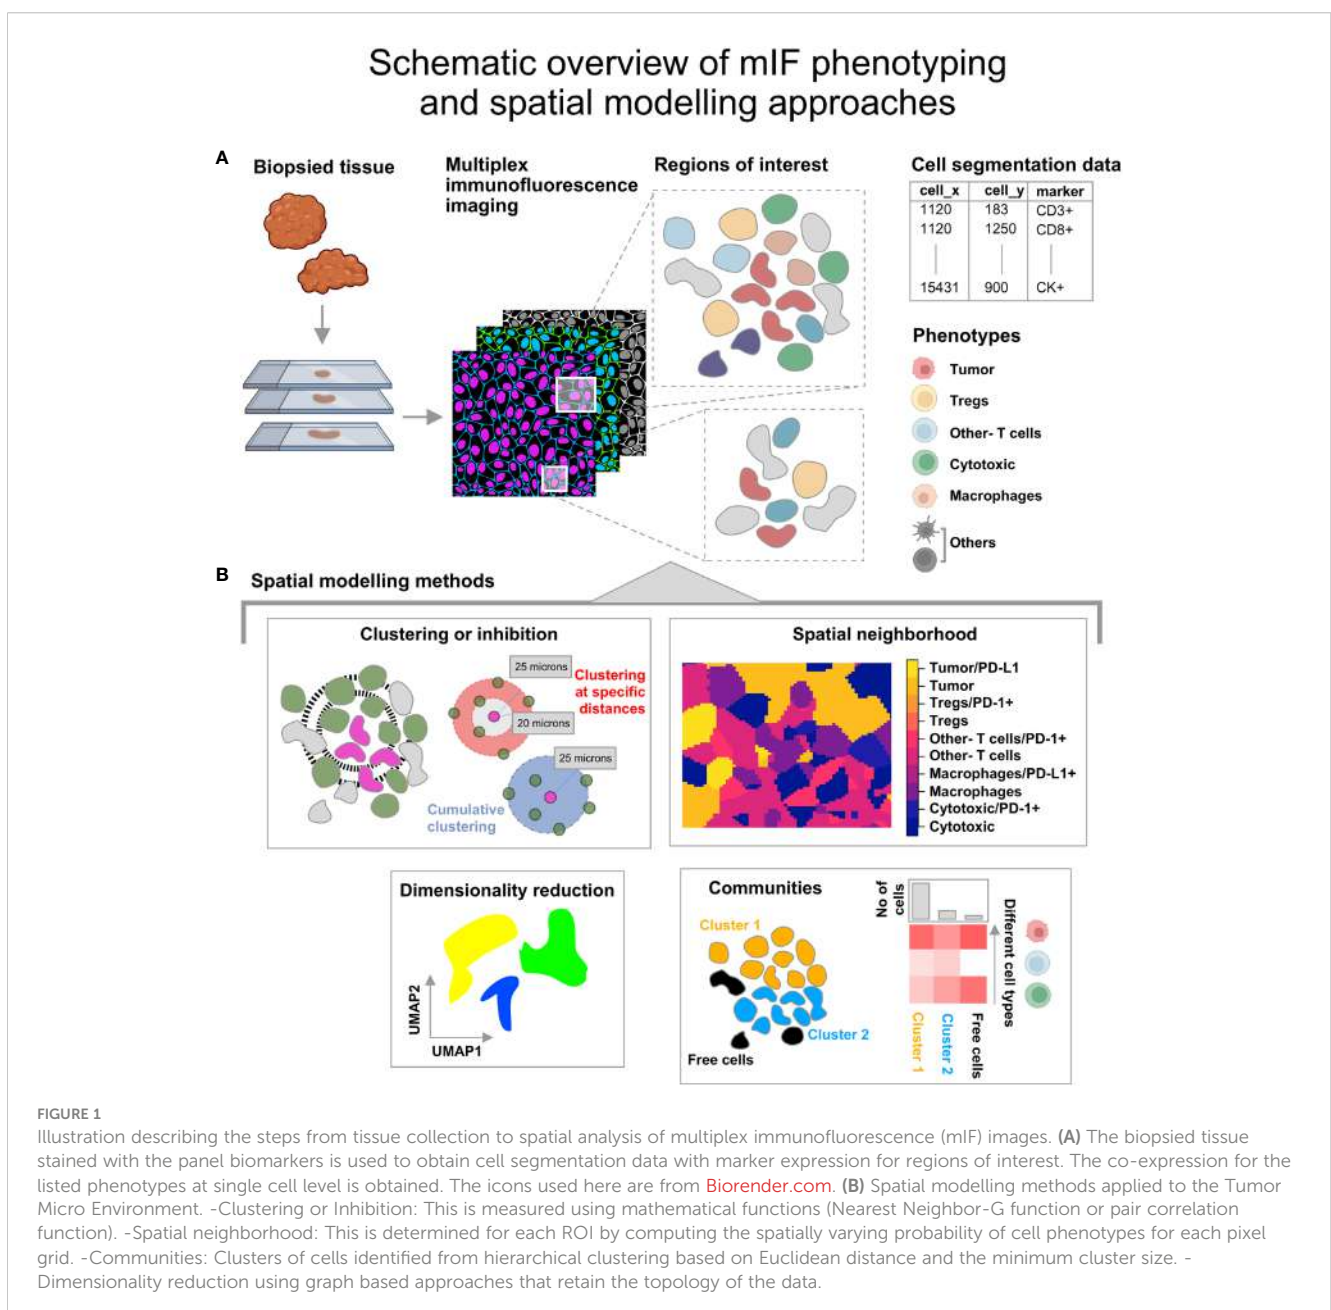 Schematic overview of mIF phenotyping
and spatial modelling approaches
A
Biopsied tissue
Multiplex
immunofluorescence
imaging
Regions of interest
Cell segmentation data
cell_x cell_y marker
1120 183 CD3+
1120 1250 CD8+
15431 900 CK+
Phenotypes
Tumor
Tregs
Other- T cells
Cytotoxic
Macrophages
Others
B
Spatial modelling methods
Clustering or inhibition
25 microns
Clustering
at specific
distances
20 microns
25 microns
Cumulative
clustering
Spatial neighborhood
Tumor/PD-L1
Tumor
Tregs/PD-1+
Tregs
Other- T cells/PD-1+
Other- T cells
Macrophages/PD-L1+
Macrophages
Cytotoxic/PD-1+
Cytotoxic
Dimensionality reduction
UMAP2
UMAP1
Communities
Cluster 1
Cluster 2
Free cells
No of
cells
Different cell types
Cluster 1
Cluster 2
Free cells
FIGURE 1
Illustration describing the steps from tissue collection to spatial analysis of multiplex immunofluorescence (mIF) images. (A) The biopsied tissue
stained with the panel biomarkers is used to obtain cell segmentation data with marker expression for regions of interest. The co-expression for the
listed phenotypes at single cell level is obtained. The icons used here are from Biorender.com. (B) Spatial modelling methods applied to the Tumor
Micro Environment. -Clustering or Inhibition: This is measured using mathematical functions (Nearest Neighbor-G function or pair correlation
function). -Spatial neighborhood: This is determined for each ROI by computing the spatially varying probability of cell phenotypes for each pixel
grid. -Communities: Clusters of cells identified from hierarchical clustering based on Euclidean distance and the minimum cluster size. -
Dimensionality reduction using graph based approaches that retain the topology of the data.